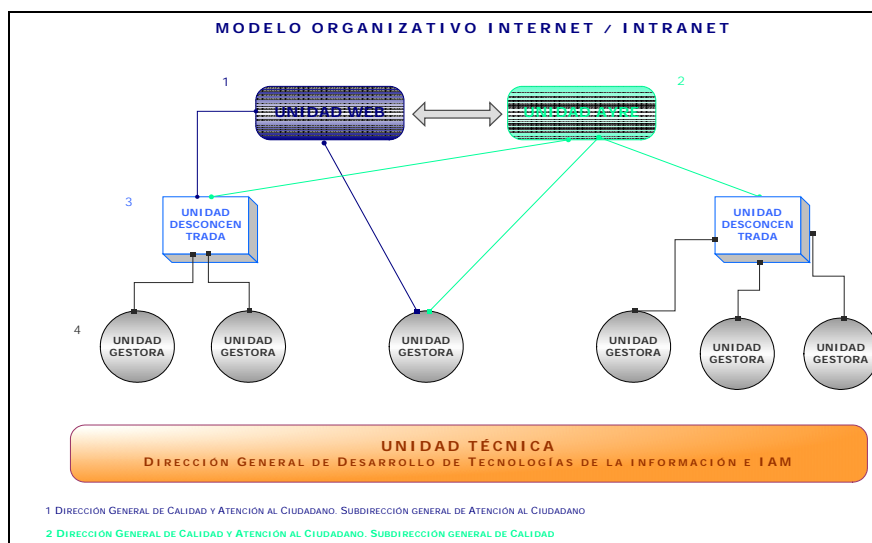 MODELO ORGANIZATIVO INTERNET / INTRANET
1
2
UNIDAD WEB
UNIDAD AYRE
3
UNIDAD
DESCONCEN
TRADA
UNIDAD
DESCONCEN
TRADA
4
UNIDAD
GESTORA
UNIDAD
GESTORA
UNIDAD
GESTORA
UNIDAD
GESTORA
UNIDAD
GESTORA
UNIDAD
GESTORA
UNIDAD TÉCNICA
DIRECCIÓN GENERAL DE DESARROLLO DE TECNOLOGÍAS DE LA INFORMACIÓN E IAM
1 DIRECCIÓN GENERAL DE CALIDAD Y ATENCIÓN AL CIUDADANO. SUBDIRECCIÓN GENERAL DE ATENCIÓN AL CIUDADANO
2 DIRECCIÓN GENERAL DE CALIDAD Y ATENCIÓN AL CIUDADANO. SUBDIRECCIÓN GENERAL DE CALIDAD